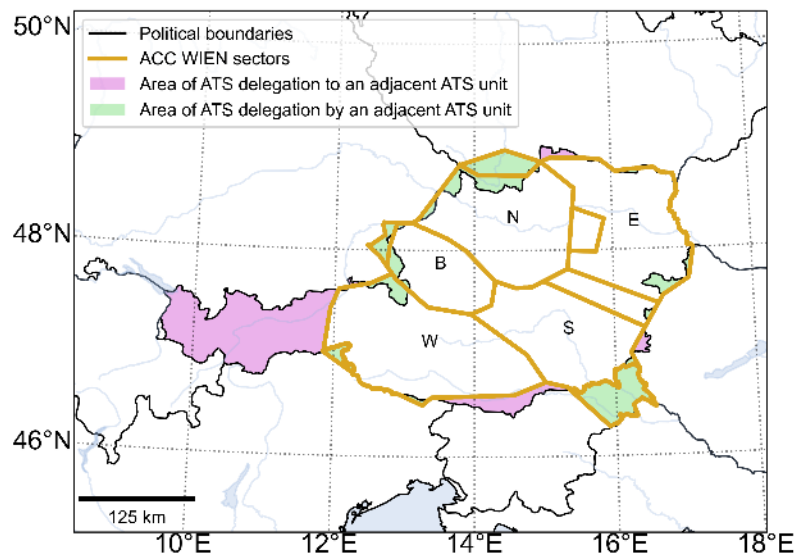 50°N
Political boundaries
ACC WIEN sectors
Area of ATS delegation to an adjacent ATS unit
Area of ATS delegation by an adjacent ATS unit
48°N
N
E
B
W
S
46°N
125 km
10°E 12°E 14°E 16°E 18°E